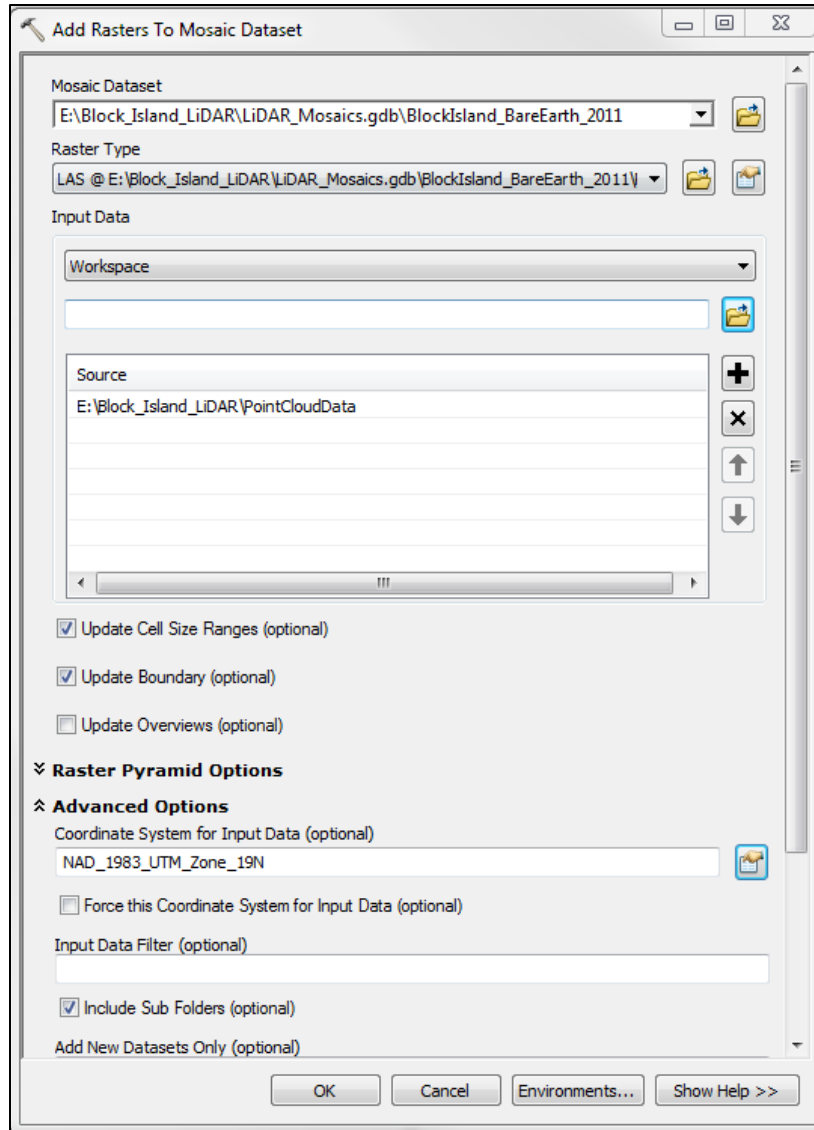 Add Rasters To Mosaic Dataset
Mosaic Dataset
E:\Block_Island_LiDAR\LiDAR_Mosaics.gdb\BlockIsland_BareEarth_2011
Raster Type
LAS @ E:\Block_Island_LiDAR\LiDAR_Mosaics.gdb\BlockIsland_BareEarth_2011\
Input Data
Workspace
Source
E:\Block_Island_LiDAR\PointCloudData
Update Cell Size Ranges (optional)
Update Boundary (optional)
Update Overviews (optional)
Raster Pyramid Options
Advanced Options
Coordinate System for Input Data (optional)
NAD_1983_UTM_Zone_19N
Force this Coordinate System for Input Data (optional)
Input Data Filter (optional)
Include Sub Folders (optional)
Add New Datasets Only (optional)
OK Cancel Environments... Show Help >>